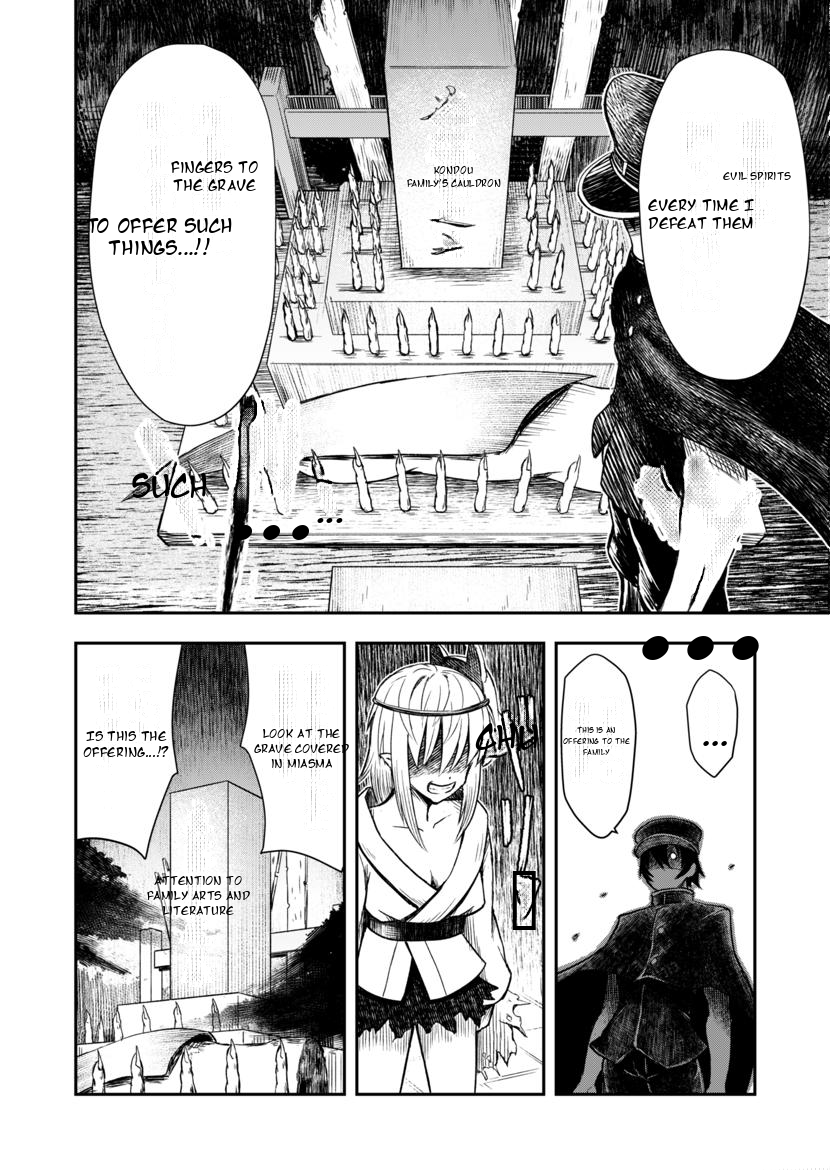 EVIL SPIRITS
EVERY TIME I
DEFEAT THEM
KONDOU
FAMILY'S CAULDRON
FINGERS TO
THE GRAVE
TO OFFER SUCH
THINGS...!!
SUCH
...
...
...
...
THIS IS AN
OFFERING TO THE
FAMILY
CHU
LOOK AT THE
GRAVE COVERED
IN MIASMA
IS THIS THE
OFFERING...!?
ATTENTION TO
FAMILY ARTS AND
LITERATURE